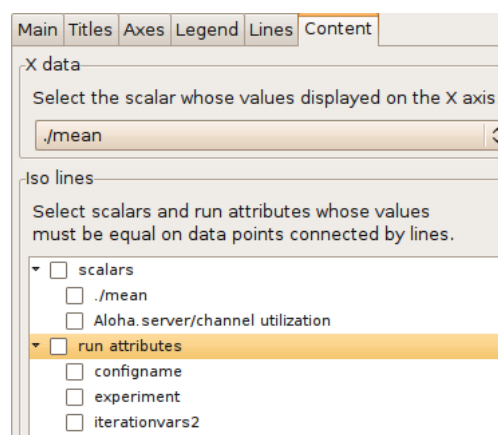 Main Titles Axes Legend Lines Content
X data
Select the scalar whose values displayed on the X axis
./mean
Iso lines
Select scalars and run attributes whose values
must be equal on data points connected by lines.
scalars
./mean
Aloha.server/channel utilization
run attributes
configname
experiment
iterationvars2